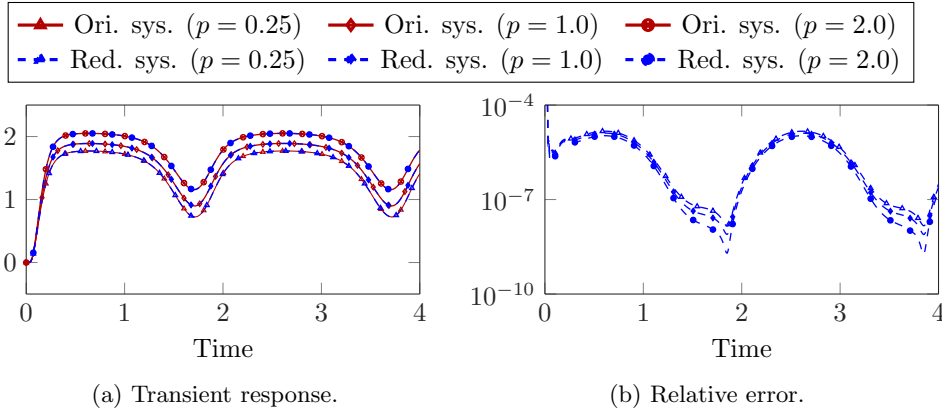 Ori. sys. (p = 0.25) Ori. sys. (p = 1.0) Ori. sys. (p = 2.0)
Red. sys. (p = 0.25) Red. sys. (p = 1.0) Red. sys. (p = 2.0)
2
1
0
0 1 2 3 4
Time
(a) Transient response.
10⁻⁴
10⁻⁷
10⁻¹⁰
0 1 2 3 4
Time
(b) Relative error.